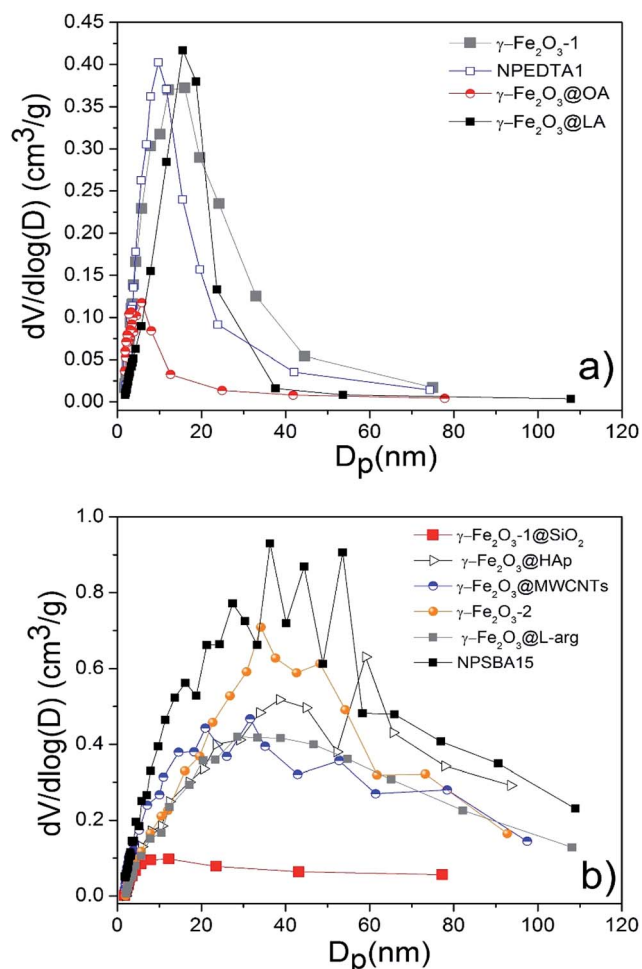 a)
γ–Fe₂O₃-1
NPEDTA1
γ–Fe₂O₃@OA
γ–Fe₂O₃@LA
dV/dlog(D) (cm³/g)
0.40
0.35
0.30
0.25
0.20
0.15
0.10
0.05
0.00
0 20 40 60 80 100 120
Dₚ(nm)
b)
γ–Fe₂O₃-1@SiO₂
γ–Fe₂O₃@HAp
γ–Fe₂O₃@MWCNTs
γ–Fe₂O₃-2
γ–Fe₂O₃@L-arg
NPSBA15
dV/dlog(D) (cm³/g)
1.0
0.8
0.6
0.4
0.2
0.0
0 20 40 60 80 100 120
Dₚ(nm)